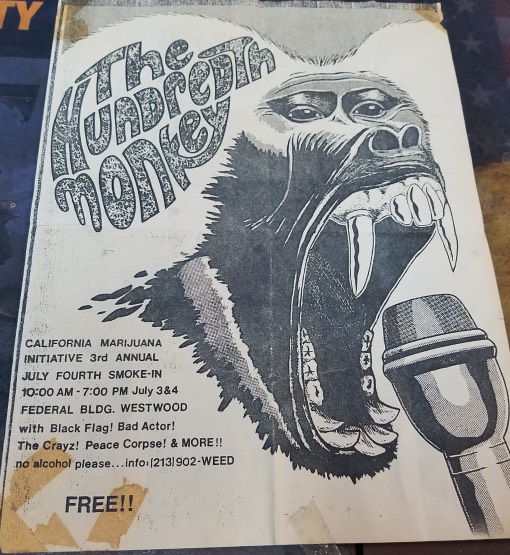 TY
The
HUNDREDTH
MONKEY
CALIFORNIA MARIJUANA
INITIATIVE 3rd ANNUAL
JULY FOURTH SMOKE-IN
10:00 AM - 7:00 PM July 3&4
FEDERAL BLDG. WESTWOOD
with Black Flag! Bad Actor!
The Crayz! Peace Corpse! & MORE!!
no alcohol please...info:(213)902-WEED
FREE!!